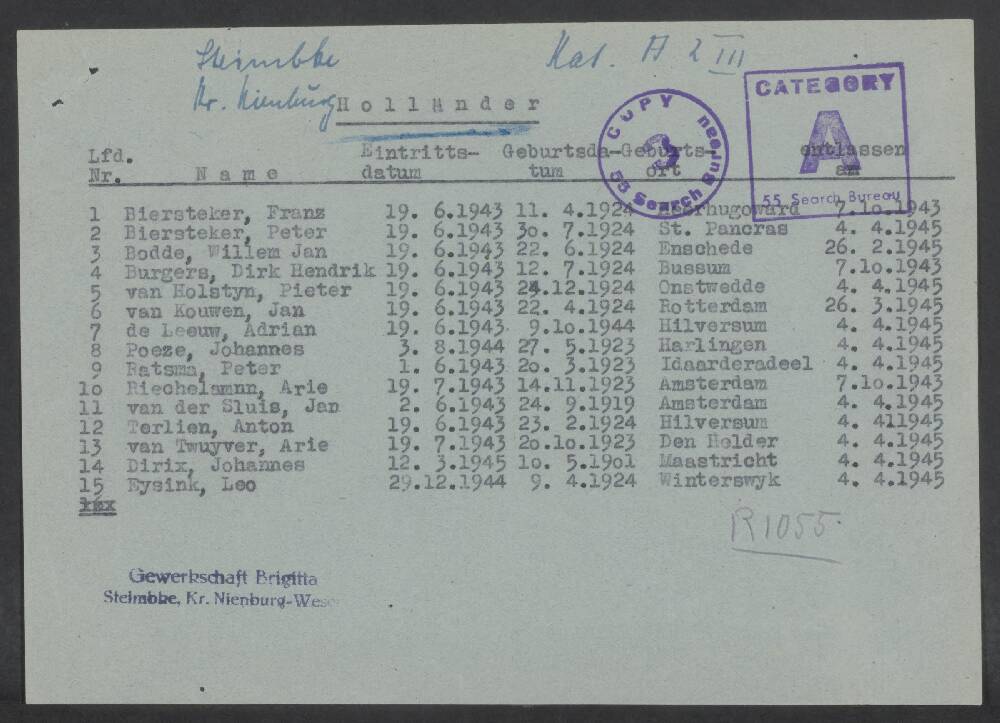 Steimbke Kat. A 2 III
Kr. Nienburg
Holländer
COPY 3 53 Search Bureau
CATEGORY
A
55 Search Bureau
Lfd. Eintritts- Geburtsda- Geburts- entlassen
Nr. Name datum tum ort am
1 Biersteker, Franz 19. 6.1943 11. 4.1924 Heerhugoward 7.1o.1943
2 Biersteker, Peter 19. 6.1943 3o. 7.1924 St. Pancras 4. 4.1945
3 Bodde, Willem Jan 19. 6.1943 22. 6.1924 Enschede 26. 2.1945
4 Burgers, Dirk Hendrik 19. 6.1943 12. 7.1924 Bussum 7.1o.1943
5 van Holstyn, Pieter 19. 6.1943 24.12.1924 Onstwedde 4. 4.1945
6 van Kouwen, Jan 19. 6.1943 22. 4.1924 Rotterdam 26. 3.1945
7 de Leeuw, Adrian 19. 6.1943 9.1o.1944 Hilversum 4. 4.1945
8 Poeze, Johannes 3. 8.1944 27. 5.1923 Harlingen 4. 4.1945
9 Ratsma, Peter 1. 6.1943 2o. 3.1923 Idaarderadeel 4. 4.1945
1o Riechelamnn, Arie 19. 7.1943 14.11.1923 Amsterdam 7.1o.1943
11 van der Sluis, Jan 2. 6.1943 24. 9.1919 Amsterdam 4. 4.1945
12 Terlien, Anton 19. 6.1943 23. 2.1924 Hilversum 4. 411945
13 van Twuyver, Arie 19. 7.1943 2o.1o.1923 Den Helder 4. 4.1945
14 Dirix, Johannes 12. 3.1945 1o. 5.19o1 Maastricht 4. 4.1945
15 Eysink, Leo 29.12.1944 9. 4.1924 Winterswyk 4. 4.1945
R1055
Gewerkschaft Brigitta
Steimbke, Kr. Nienburg-Weser